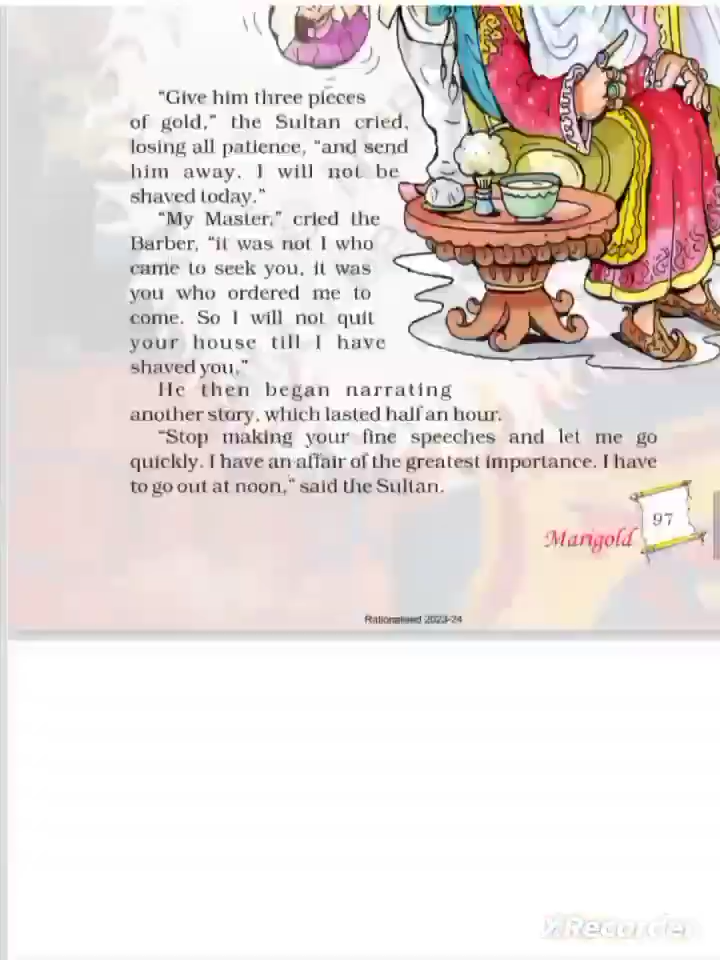 “Give him three pieces
of gold,” the Sultan cried,
losing all patience, “and send
him away. I will not be
shaved today.”
“My Master,” cried the
Barber, “it was not I who
came to seek you, it was
you who ordered me to
come. So I will not quit
your house till I have
shaved you.”
He then began narrating
another story, which lasted half an hour.
“Stop making your fine speeches and let me go
quickly. I have an affair of the greatest importance. I have
to go out at noon,” said the Sultan.
Marigold 97
Rationalised 2023-24
XRecorder